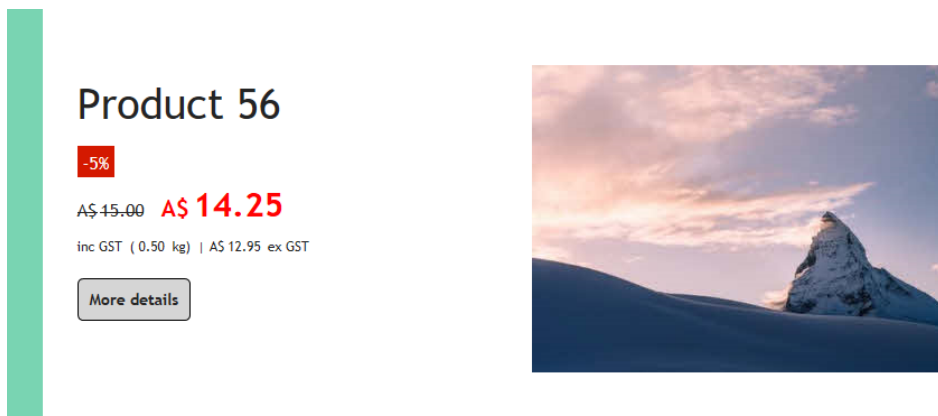 Product 56
-5%
A$ 15.00 A$ 14.25
inc GST ( 0.50 kg) | A$ 12.95 ex GST
More details